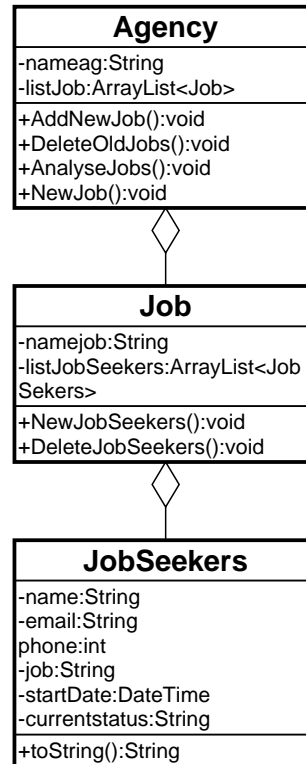 Agency
-nameag:String
-listJob:ArrayList<Job>
+AddNewJob():void
+DeleteOldJobs():void
+AnalyseJobs():void
+NewJob():void
Job
-namejob:String
-listJobSeekers:ArrayList<Job
Sekers>
+NewJobSeekers():void
+DeleteJobSeekers():void
JobSeekers
-name:String
-email:String
phone:int
-job:String
-startDate:DateTime
-currentstatus:String
+toString():String